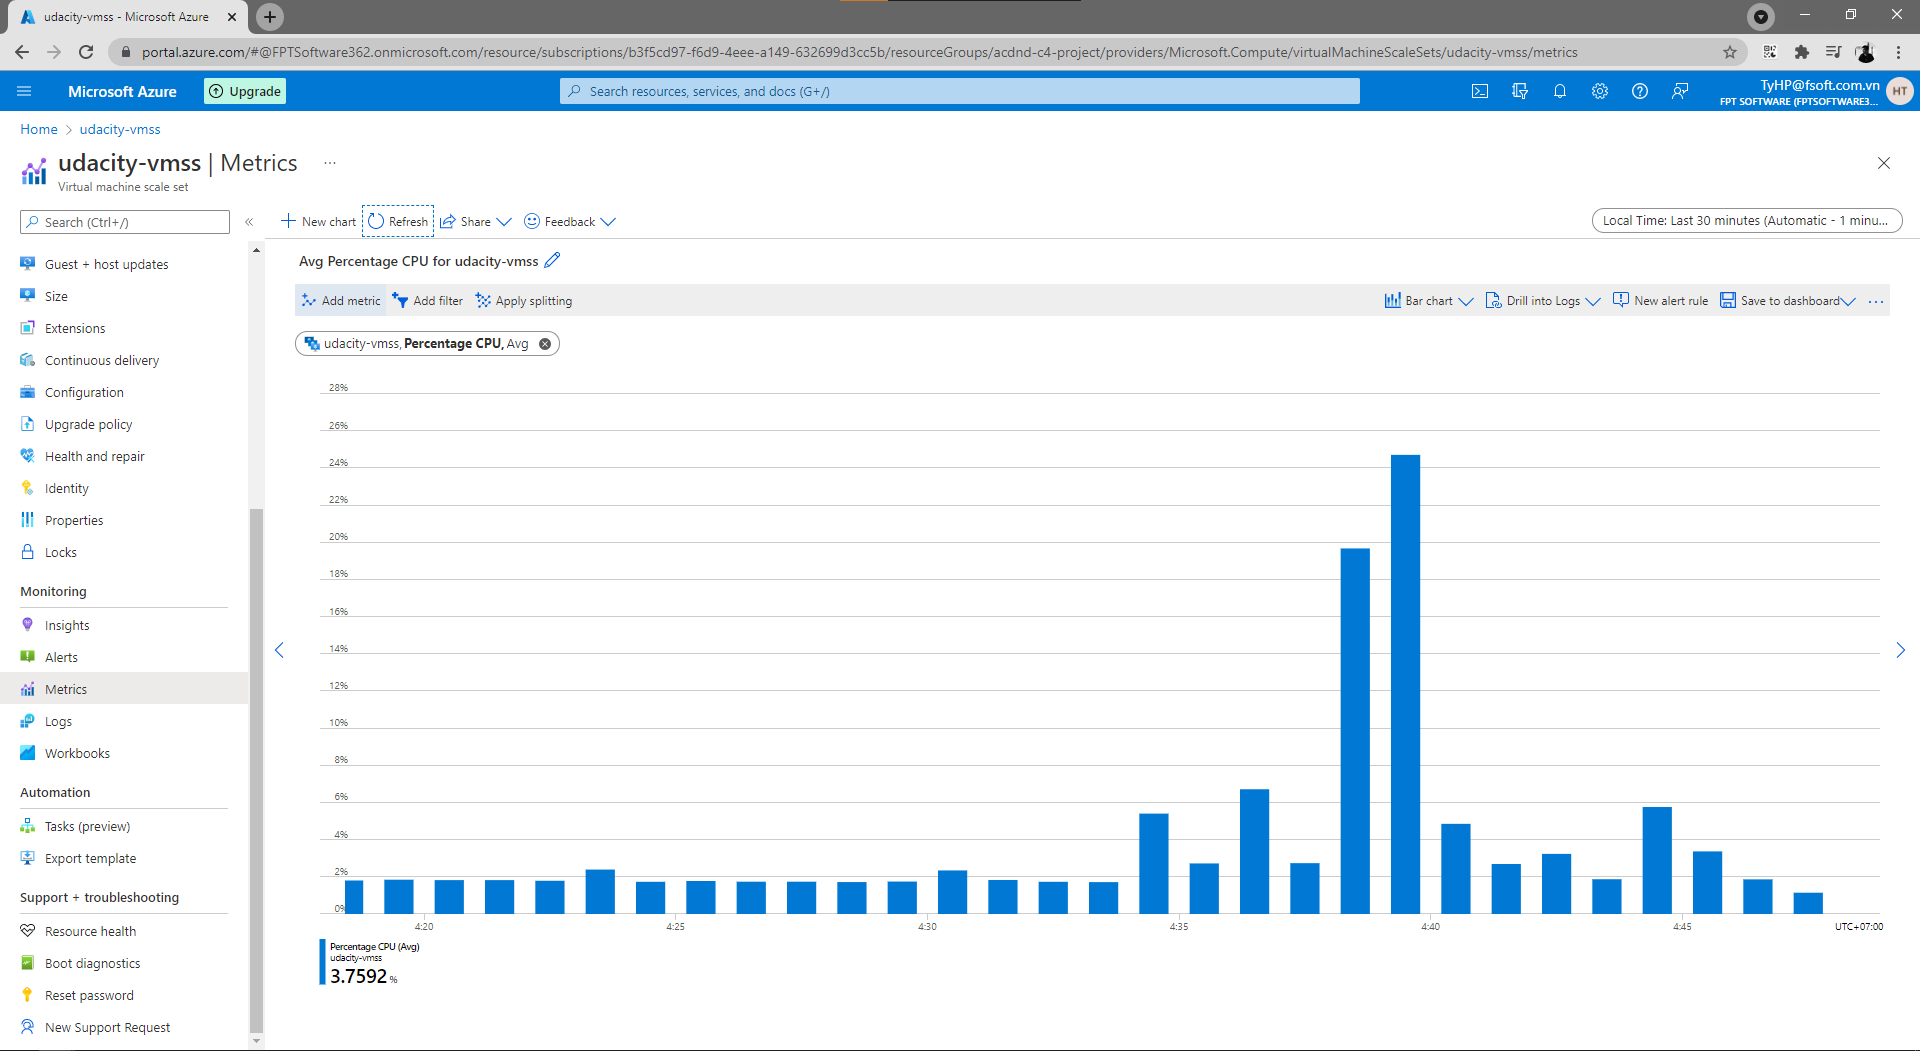 udacity-vmss - Microsoft Azure
portal.azure.com/#@FPTSoftware362.onmicrosoft.com/resource/subscriptions/b3f5cd97-f6d9-4eee-a149-632699d3cc5b/resourceGroups/acdnd-c4-project/providers/Microsoft.Compute/virtualMachineScaleSets/udacity-vmss/metrics
Microsoft Azure
Upgrade
Search resources, services, and docs (G+/)
TyHP@fsoft.com.vn
FPT SOFTWARE (FPTSOFTWARE3...
HT
Home
udacity-vmss
udacity-vmss | Metrics
...
Virtual machine scale set
Search (Ctrl+/)
«
New chart
Refresh
Share
Feedback
Local Time: Last 30 minutes (Automatic - 1 minu...
Guest + host updates
Size
Extensions
Continuous delivery
Configuration
Upgrade policy
Health and repair
Identity
Properties
Locks
Monitoring
Insights
Alerts
Metrics
Logs
Workbooks
Automation
Tasks (preview)
Export template
Support + troubleshooting
Resource health
Boot diagnostics
Reset password
New Support Request
Avg Percentage CPU for udacity-vmss
Add metric
Add filter
Apply splitting
Bar chart
Drill into Logs
New alert rule
Save to dashboard
...
udacity-vmss, Percentage CPU, Avg
28%
26%
24%
22%
20%
18%
16%
14%
12%
10%
8%
6%
4%
2%
0%
4:20
4:25
4:30
4:35
4:40
4:45
UTC+07:00
Percentage CPU (Avg)
udacity-vmss
3.7592 %